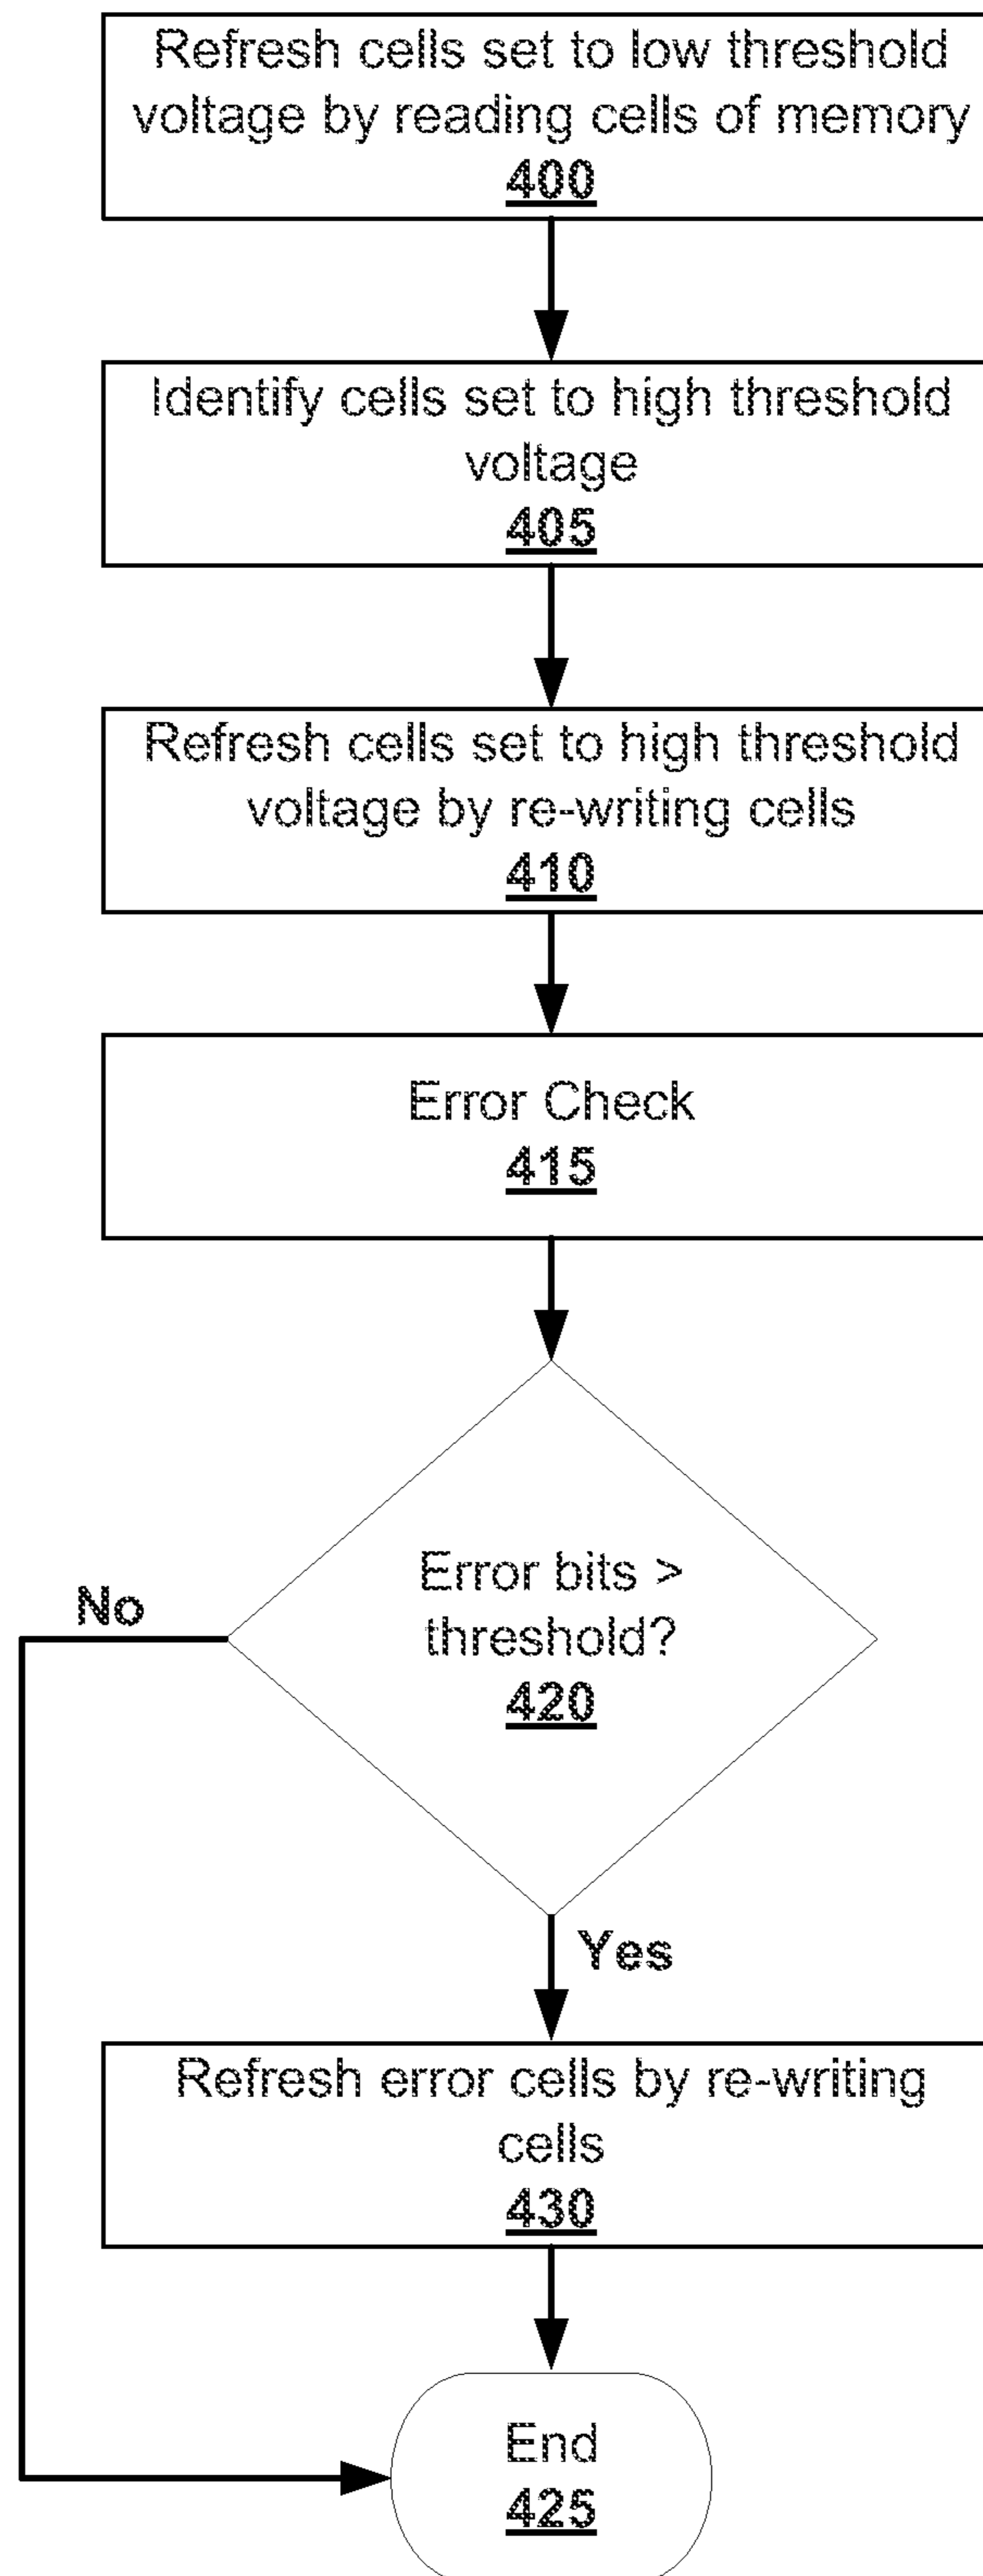 Refresh cells set to low threshold
voltage by reading cells of memory
400
Identify cells set to high threshold
voltage
405
Refresh cells set to high threshold
voltage by re-writing cells
410
Error Check
415
Error bits >
threshold?
420
No
Yes
Refresh error cells by re-writing
cells
430
End
425